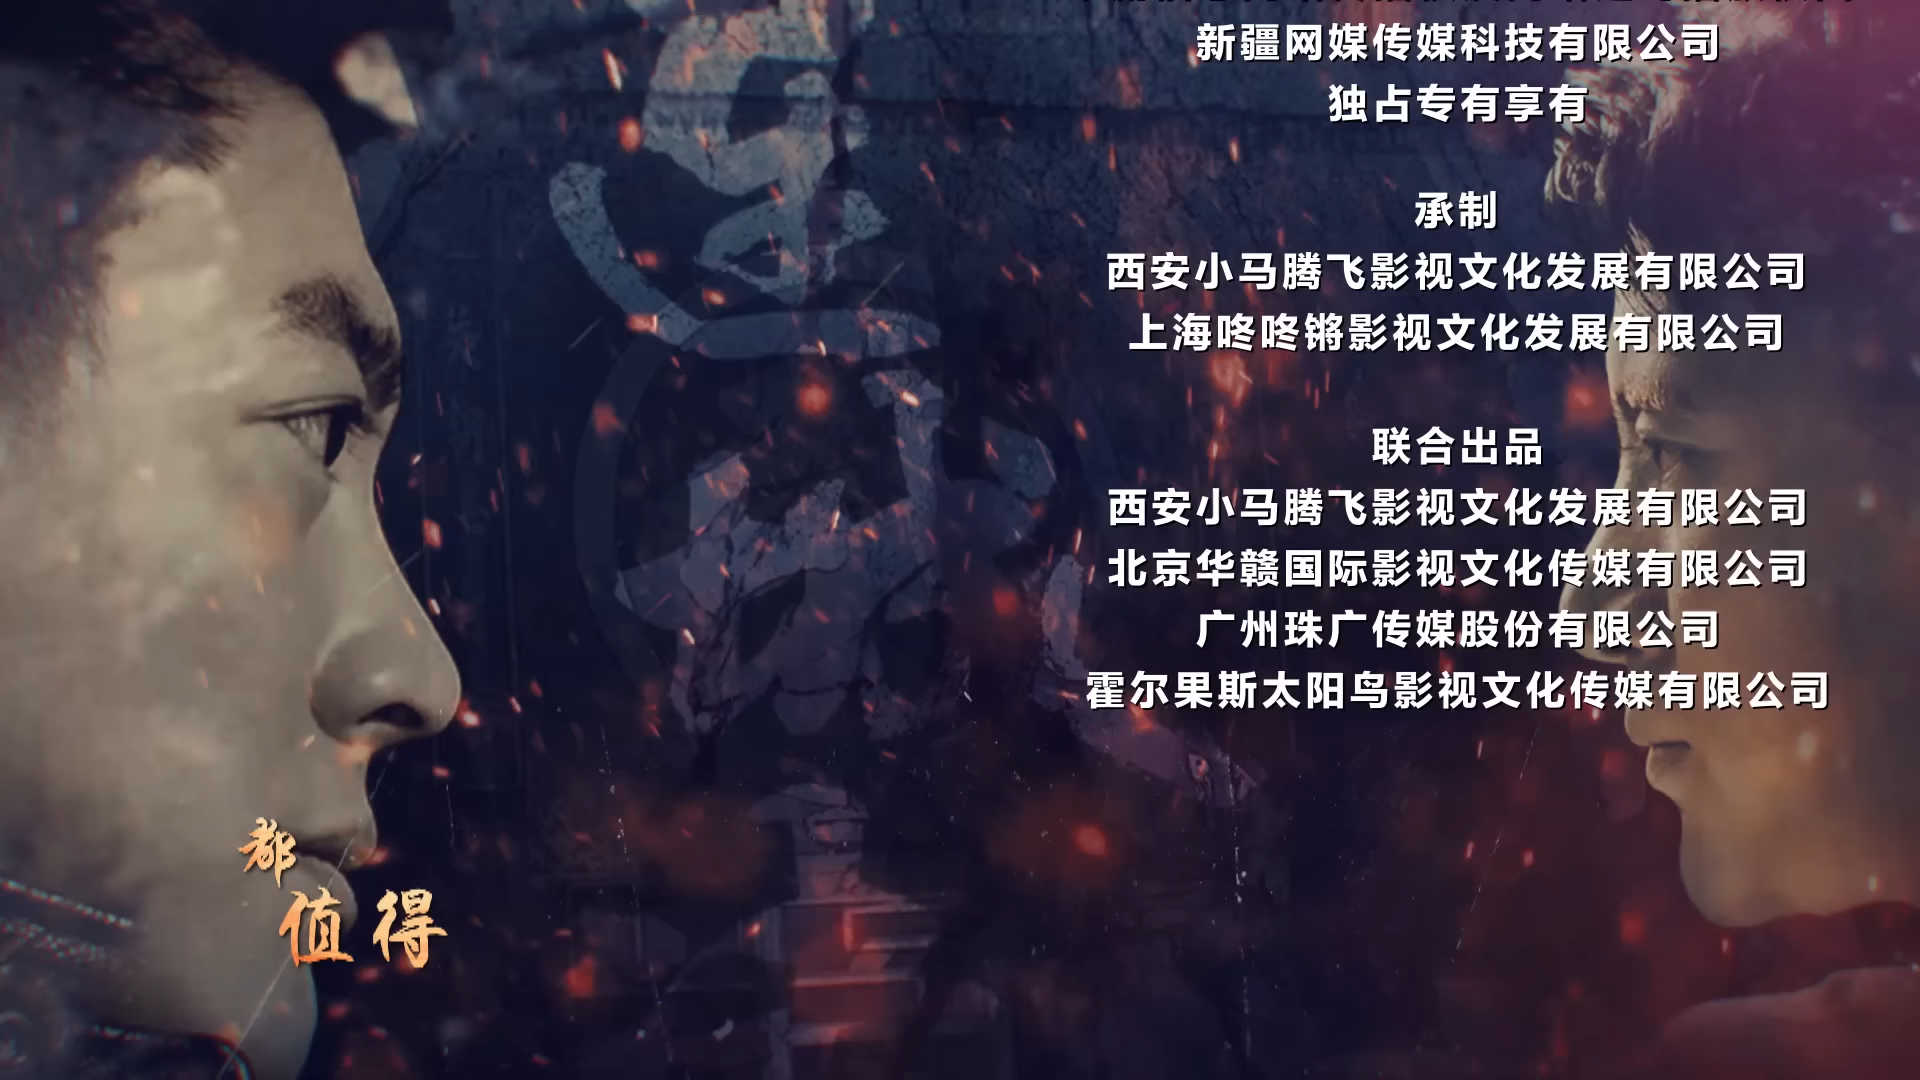 新疆网媒传媒科技有限公司
独占专有享有
承制
西安小马腾飞影视文化发展有限公司
上海咚咚锵影视文化发展有限公司
联合出品
西安小马腾飞影视文化发展有限公司
北京华赣国际影视文化传媒有限公司
广州珠广传媒股份有限公司
霍尔果斯太阳鸟影视文化传媒有限公司
都
值得